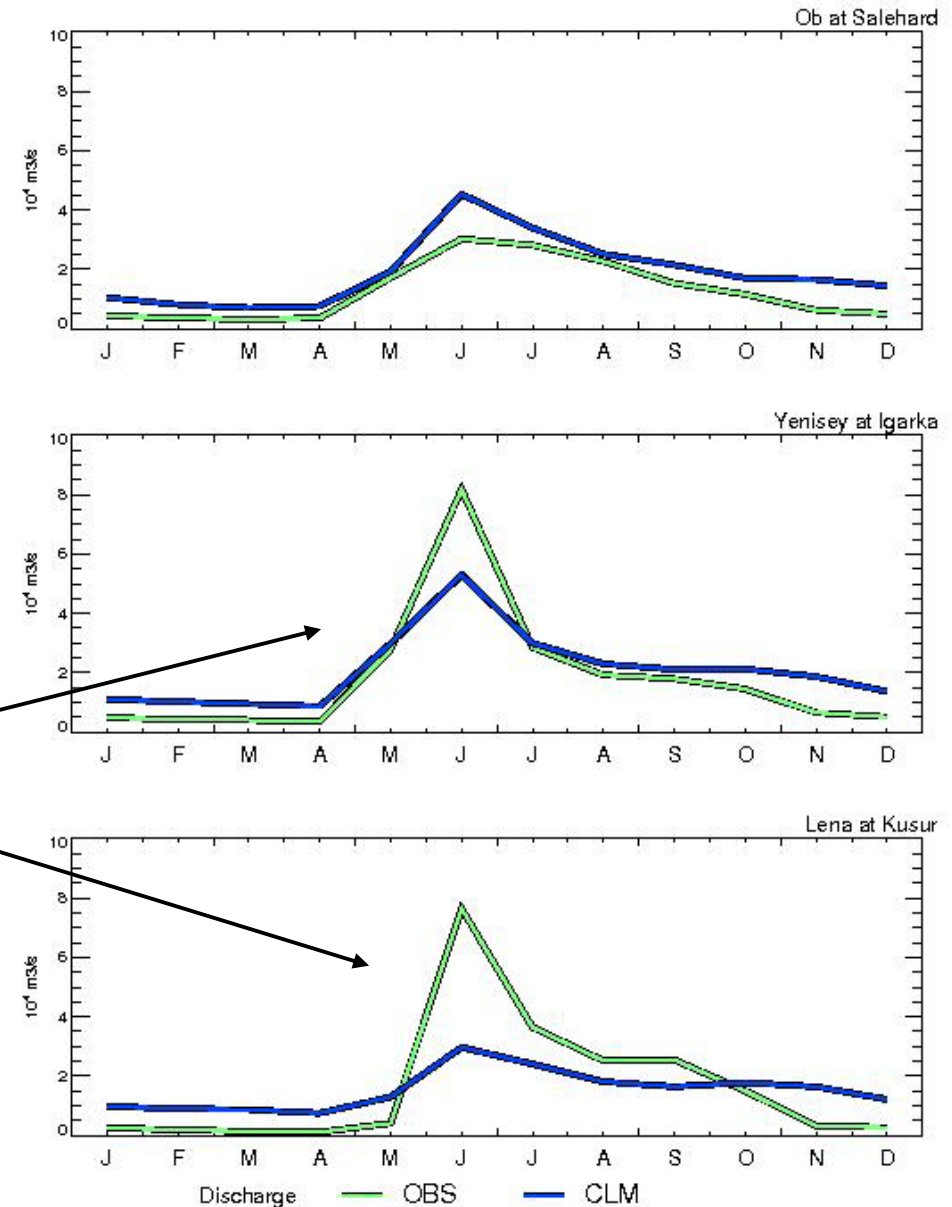 Ob at Salehard
10
8
6
4
2
0
10⁴ m3/s
J F M A M J J A S O N D
Yenisey at Igarka
10
8
6
4
2
0
10⁴ m3/s
J F M A M J J A S O N D
Lena at Kusur
10
8
6
4
2
0
10⁴ m3/s
J F M A M J J A S O N D
Discharge OBS CLM